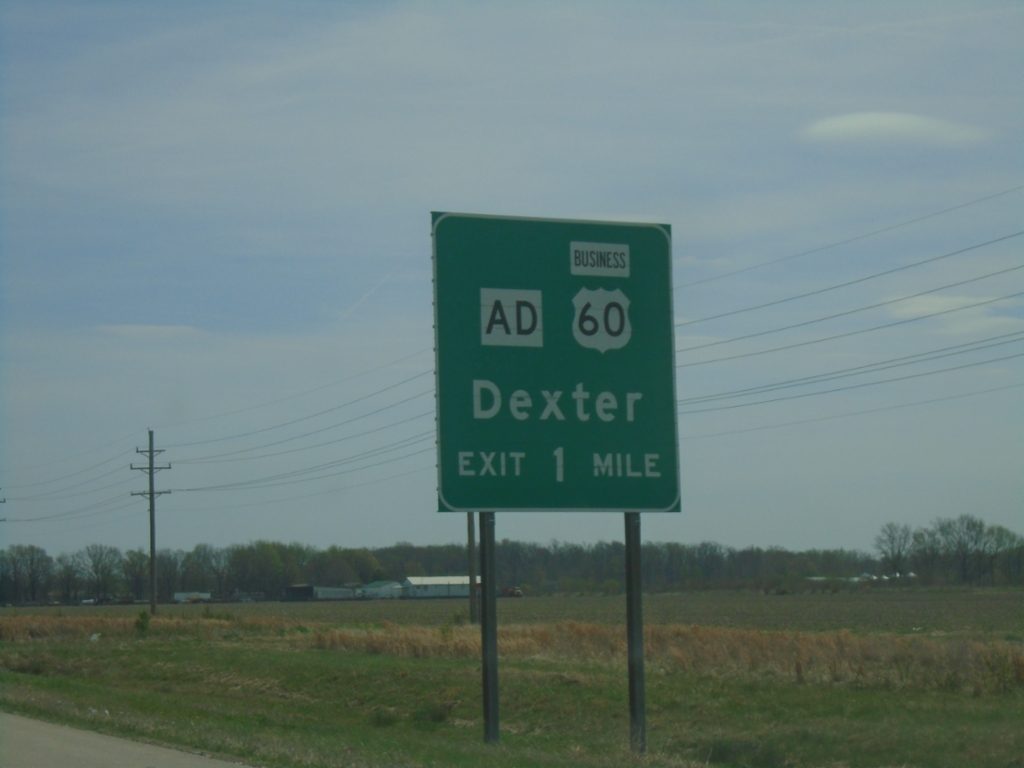 BUSINESS
AD 60
Dexter
EXIT 1 MILE